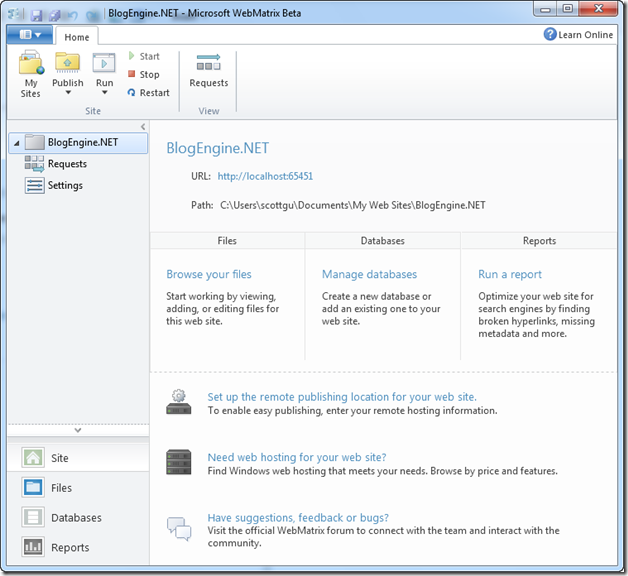 BlogEngine.NET - Microsoft WebMatrix Beta
Home
Learn Online
My Sites
Publish
Run
Start
Stop
Restart
Requests
Site
View
BlogEngine.NET
Requests
Settings
BlogEngine.NET
URL: http://localhost:65451
Path: C:\Users\scottgu\Documents\My Web Sites\BlogEngine.NET
Files
Databases
Reports
Browse your files
Start working by viewing,
adding, or editing files for
this web site.
Manage databases
Create a new database or
add an existing one to your
web site.
Run a report
Optimize your web site for
search engines by finding
broken hyperlinks, missing
metadata and more.
Set up the remote publishing location for your web site.
To enable easy publishing, enter your remote hosting information.
Need web hosting for your web site?
Find Windows web hosting that meets your needs. Browse by price and features.
Have suggestions, feedback or bugs?
Visit the official WebMatrix forum to connect with the team and interact with the
community.
Site
Files
Databases
Reports